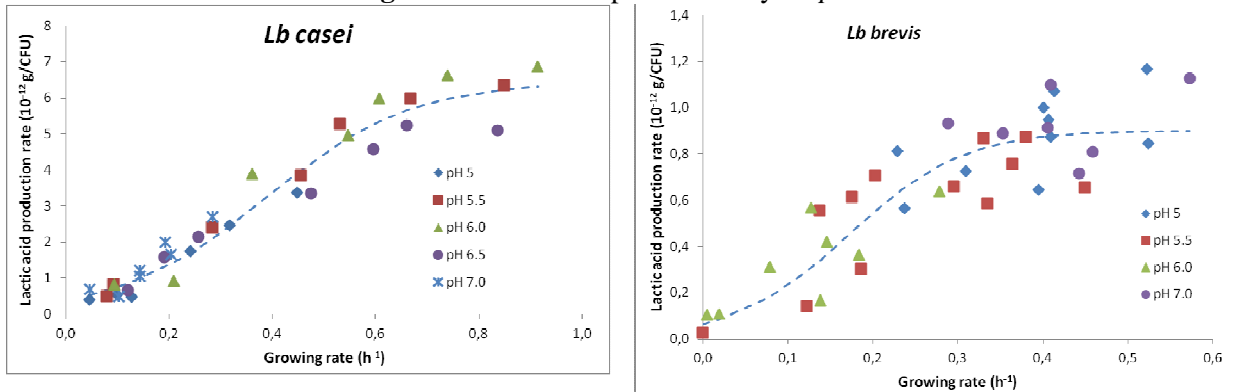 Lb casei
Lactic acid production rate (10⁻¹² g/CFU)
8
7
6
5
4
3
2
1
0
0,0
0,2
0,4
0,6
0,8
1,0
Growing rate (h⁻¹)
pH 5
pH 5.5
pH 6.0
pH 6.5
pH 7.0
Lb brevis
Lactic acid production rate (10⁻¹² g/CFU)
1,2
1,0
0,8
0,6
0,4
0,2
0,0
0,0
0,1
0,2
0,3
0,4
0,5
0,6
Growing rate (h⁻¹)
pH 5
pH 5.5
pH 6.0
pH 7.0